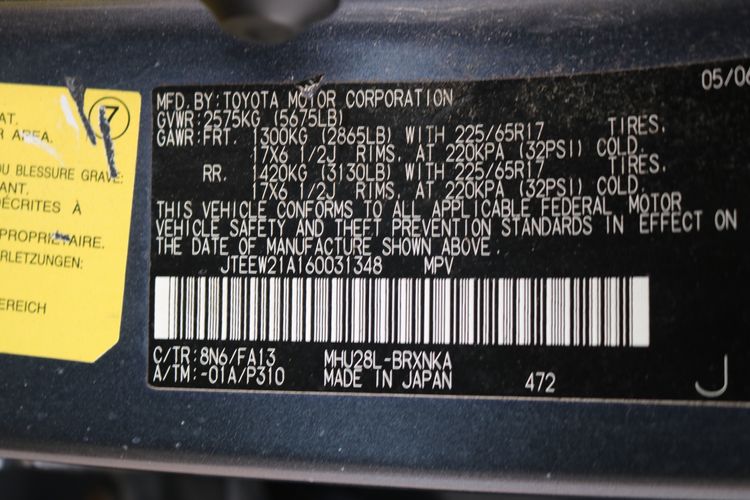 05/06
MFD. BY: TOYOTA MOTOR CORPORATION
GVWR: 2575KG (5675LB)
GAWR: FRT. 1300KG (2865LB) WITH 225/65R17 TIRES,
17X6 1/2J RIMS, AT 220KPA (32PSI) COLD.
RR. 1420KG (3130LB) WITH 225/65R17 TIRES,
17X6 1/2J RIMS, AT 220KPA (32PSI) COLD.
THIS VEHICLE CONFORMS TO ALL APPLICABLE FEDERAL MOTOR
VEHICLE SAFETY AND THEFT PREVENTION STANDARDS IN EFFECT ON
THE DATE OF MANUFACTURE SHOWN ABOVE.
JTEEW21A160031348 MPV
C/TR: 8N6/FA13 MHU28L-BRXNKA
A/TM: -01A/P310 MADE IN JAPAN 472
J
7
AT.
R AREA.
OU BLESSURE GRAVE.
ANT.
DÉCRITES À
PROPRIÉTAIRE.
RLETZUNGEN:
EREICH